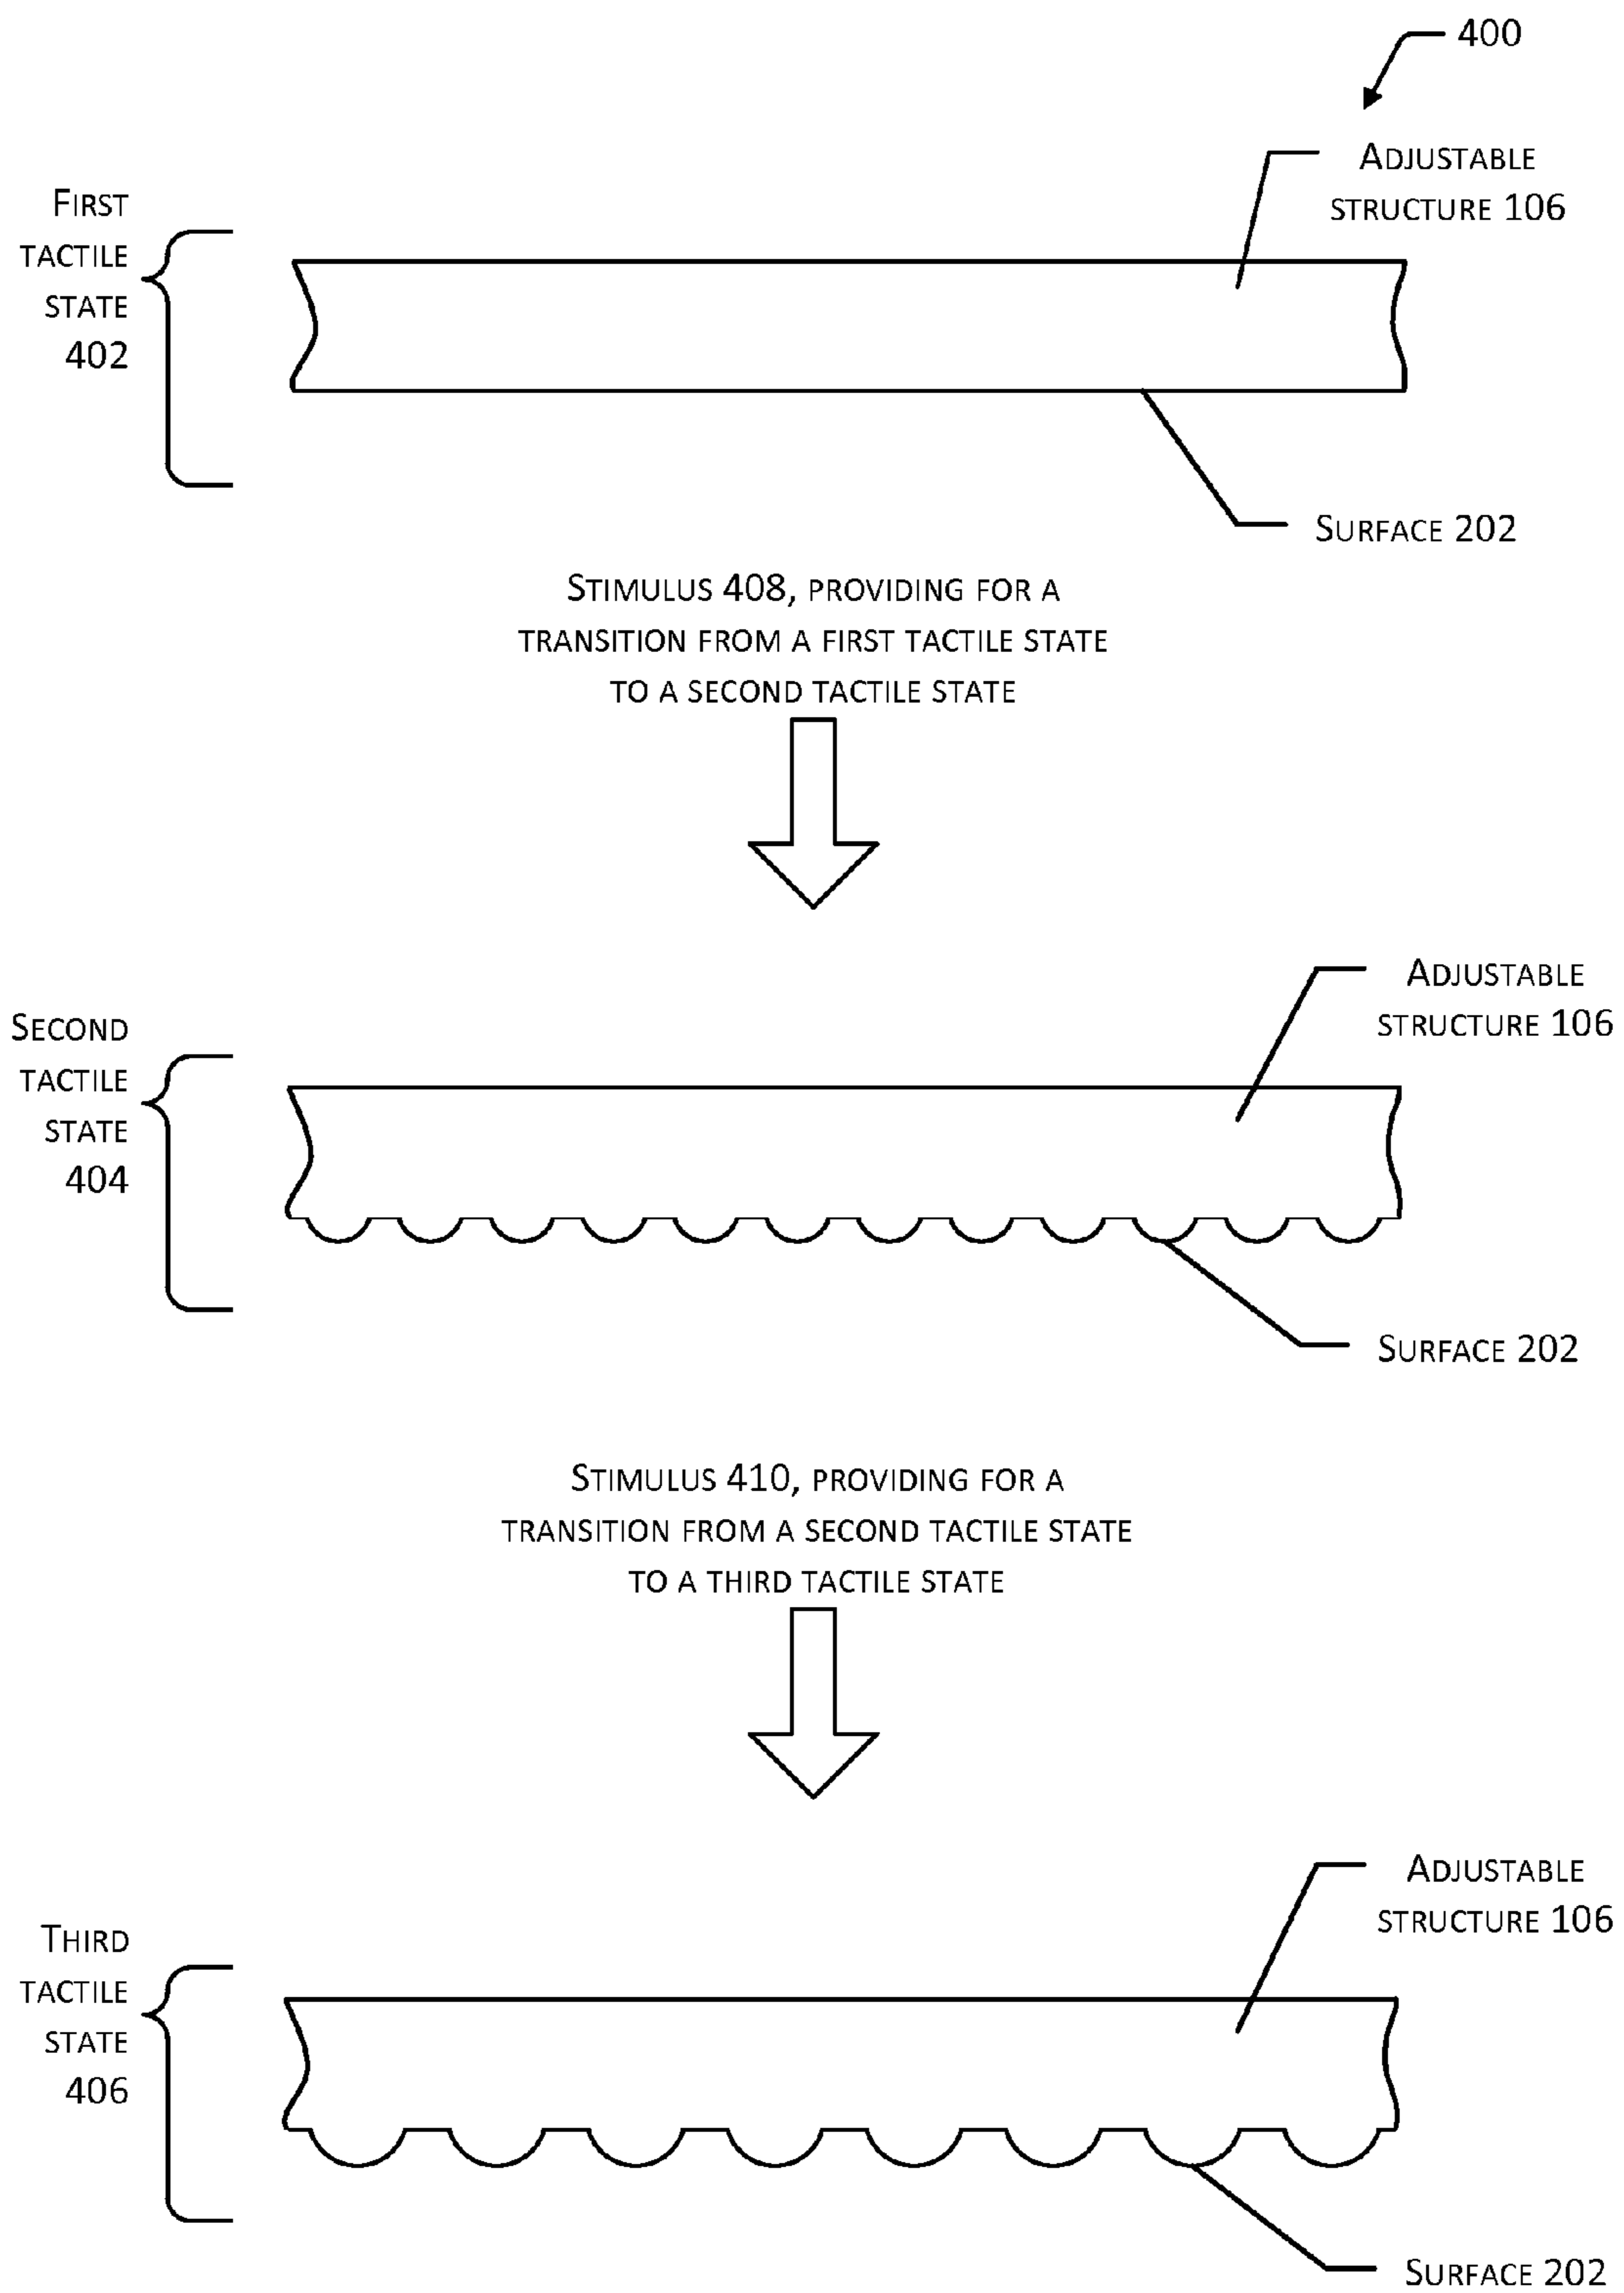 400
ADJUSTABLE
STRUCTURE 106
FIRST
TACTILE
STATE
402
SURFACE 202
STIMULUS 408, PROVIDING FOR A
TRANSITION FROM A FIRST TACTILE STATE
TO A SECOND TACTILE STATE
ADJUSTABLE
STRUCTURE 106
SECOND
TACTILE
STATE
404
SURFACE 202
STIMULUS 410, PROVIDING FOR A
TRANSITION FROM A SECOND TACTILE STATE
TO A THIRD TACTILE STATE
ADJUSTABLE
STRUCTURE 106
THIRD
TACTILE
STATE
406
SURFACE 202